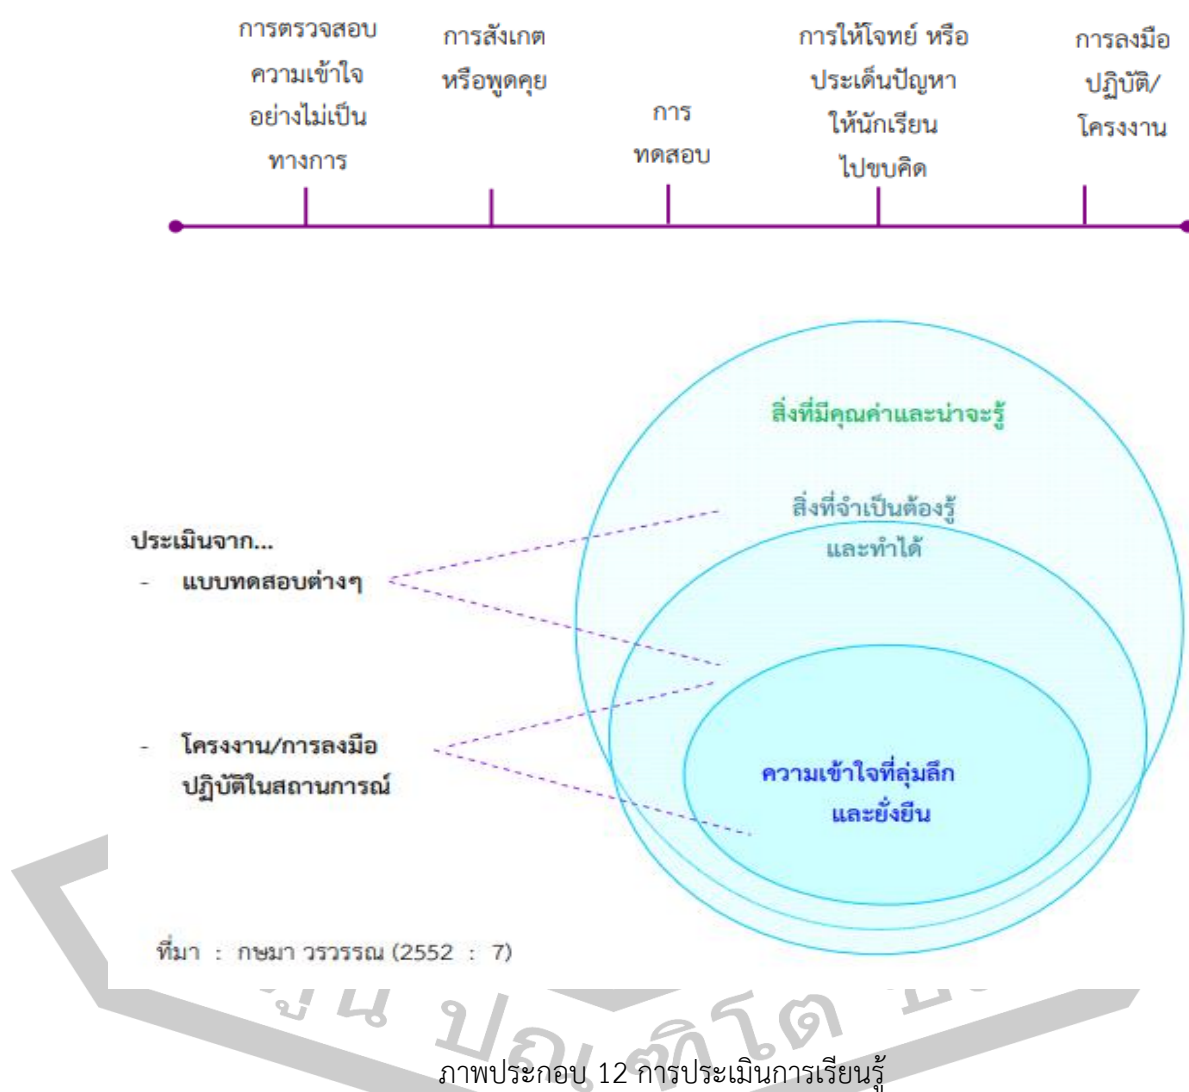 การตรวจสอบ
ความเข้าใจ
อย่างไม่เป็น
ทางการ
การสังเกต
หรือพูดคุย
การ
ทดสอบ
การให้โจทย์ หรือ
ประเด็นปัญหา
ให้นักเรียน
ไปขบคิด
การลงมือ
ปฏิบัติ/
โครงงาน
สิ่งที่มีคุณค่าและน่าจะรู้
สิ่งที่จำเป็นต้องรู้
และทำได้
ประเมินจาก...
- แบบทดสอบต่างๆ
- โครงงาน/การลงมือ
ปฏิบัติในสถานการณ์
ความเข้าใจที่ลุ่มลึก
และยั่งยืน
ที่มา : กษมา วรวรรณ (2552 : 7)
ภาพประกอบ 12 การประเมินการเรียนรู้